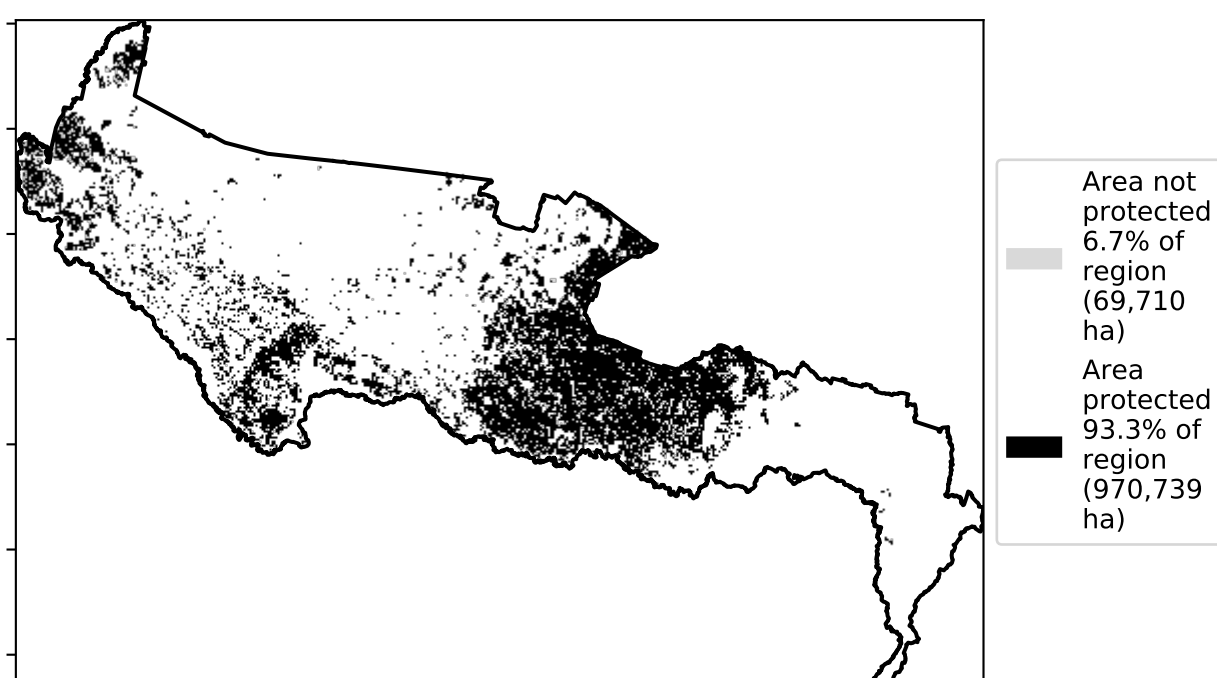 Area not
protected
6.7% of
region
(69,710
ha)
Area
protected
93.3% of
region
(970,739
ha)